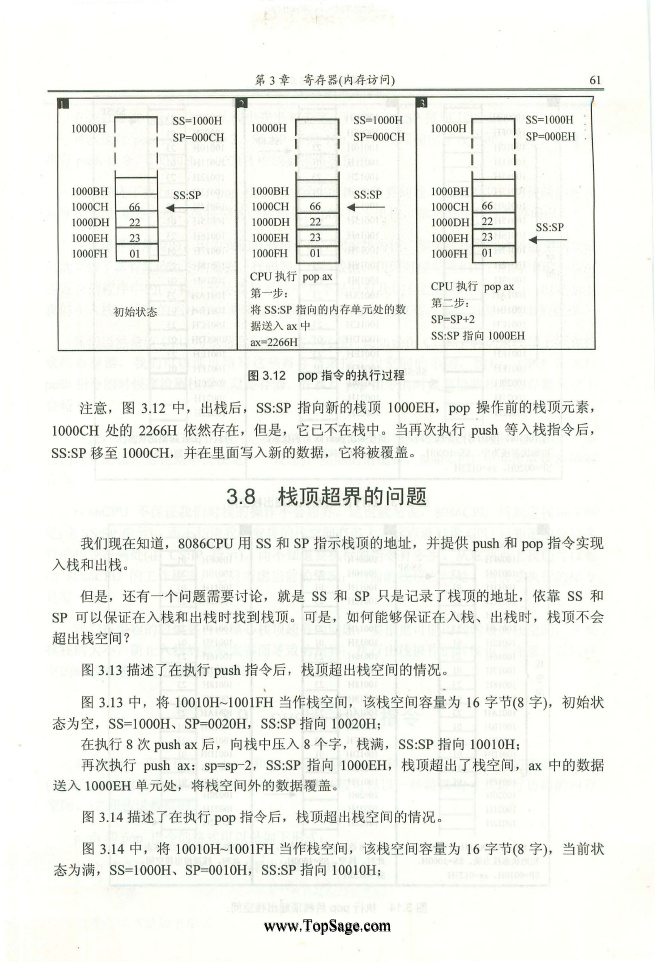 第 3 章 寄存器(内存访问) 61
1
10000H
SS=1000H
SP=000CH
1000BH
1000CH 66
1000DH 22
1000EH 23
1000FH 01
SS:SP
初始状态
2
10000H
SS=1000H
SP=000CH
1000BH
1000CH 66
1000DH 22
1000EH 23
1000FH 01
SS:SP
CPU 执行 pop ax
第一步：
将 SS:SP 指向的内存单元处的数
据送入 ax 中
ax=2266H
3
10000H
SS=1000H
SP=000EH
1000BH
1000CH 66
1000DH 22
1000EH 23
1000FH 01
SS:SP
CPU 执行 pop ax
第二步：
SP=SP+2
SS:SP 指向 1000EH
图 3.12 pop 指令的执行过程
注意，图 3.12 中，出栈后，SS:SP 指向新的栈顶 1000EH，pop 操作前的栈顶元素，
1000CH 处的 2266H 依然存在，但是，它已不在栈中。当再次执行 push 等入栈指令后，
SS:SP 移至 1000CH，并在里面写入新的数据，它将被覆盖。
3.8 栈顶超界的问题
我们现在知道，8086CPU 用 SS 和 SP 指示栈顶的地址，并提供 push 和 pop 指令实现
入栈和出栈。
但是，还有一个问题需要讨论，就是 SS 和 SP 只是记录了栈顶的地址，依靠 SS 和
SP 可以保证在入栈和出栈时找到栈顶。可是，如何能够保证在入栈、出栈时，栈顶不会
超出栈空间？
图 3.13 描述了在执行 push 指令后，栈顶超出栈空间的情况。
图 3.13 中，将 10010H~1001FH 当作栈空间，该栈空间容量为 16 字节(8 字)，初始状
态为空，SS=1000H、SP=0020H，SS:SP 指向 10020H；
在执行 8 次 push ax 后，向栈中压入 8 个字，栈满，SS:SP 指向 10010H；
再次执行 push ax：sp=sp-2，SS:SP 指向 1000EH，栈顶超出了栈空间，ax 中的数据
送入 1000EH 单元处，将栈空间外的数据覆盖。
图 3.14 描述了在执行 pop 指令后，栈顶超出栈空间的情况。
图 3.14 中，将 10010H~1001FH 当作栈空间，该栈空间容量为 16 字节(8 字)，当前状
态为满，SS=1000H、SP=0010H，SS:SP 指向 10010H；
www.TopSage.com